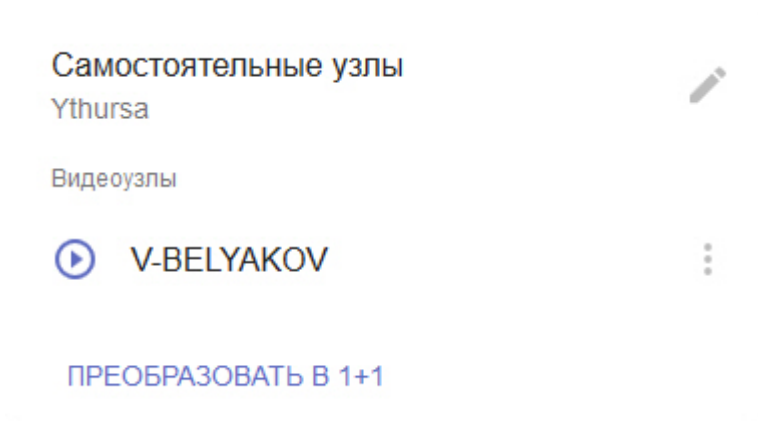 Самостоятельные узлы
Ythursa
Видеоузлы
V-BELYAKOV
ПРЕОБРАЗОВАТЬ В 1+1